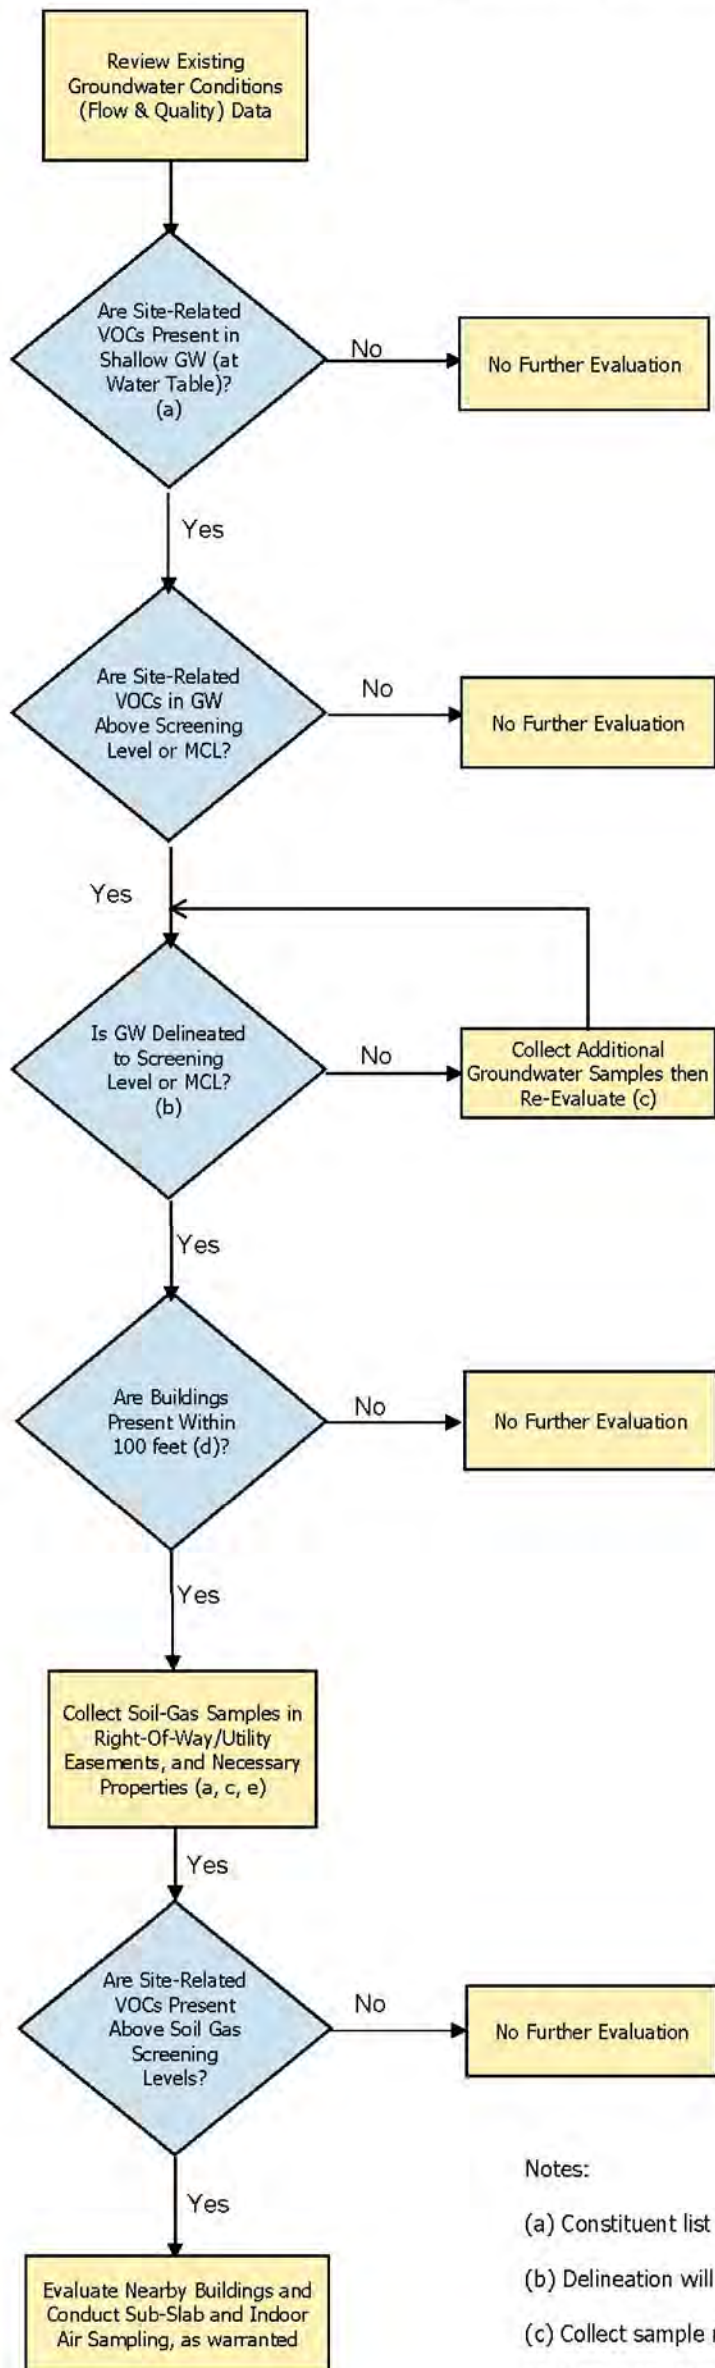 Review Existing
Groundwater Conditions
(Flow & Quality) Data
Are Site-Related
VOCs Present in
Shallow GW (at
Water Table)?
(a)
No
No Further Evaluation
Yes
Are Site-Related
VOCs in GW
Above Screening
Level or MCL?
No
No Further Evaluation
Yes
Is GW Delineated
to Screening
Level or MCL?
(b)
No
Collect Additional
Groundwater Samples then
Re-Evaluate (c)
Yes
Are Buildings
Present Within
100 feet (d)?
No
No Further Evaluation
Yes
Collect Soil-Gas Samples in
Right-Of-Way/Utility
Easements, and Necessary
Properties (a, c, e)
Yes
Are Site-Related
VOCs Present
Above Soil Gas
Screening
Levels?
No
No Further Evaluation
Yes
Evaluate Nearby Buildings and
Conduct Sub-Slab and Indoor
Air Sampling, as warranted
Notes:
(a) Constituent list
(b) Delineation will
(c) Collect sample